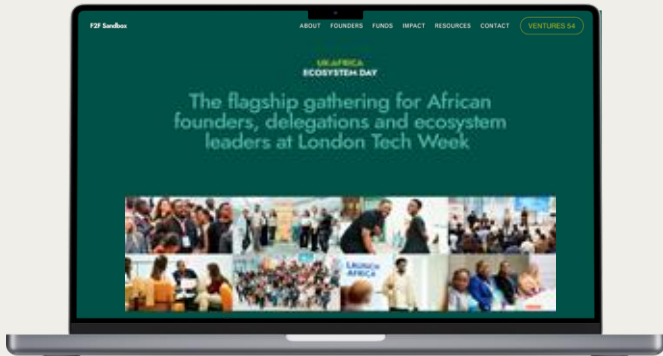 F2F Sandbox
ABOUT FOUNDERS FUNDS IMPACT RESOURCES CONTACT VENTURES 54
UK-AFRICA
ECOSYSTEM DAY
The flagship gathering for African
founders, delegations and ecosystem
leaders at London Tech Week
LAUNCH
AFRICA